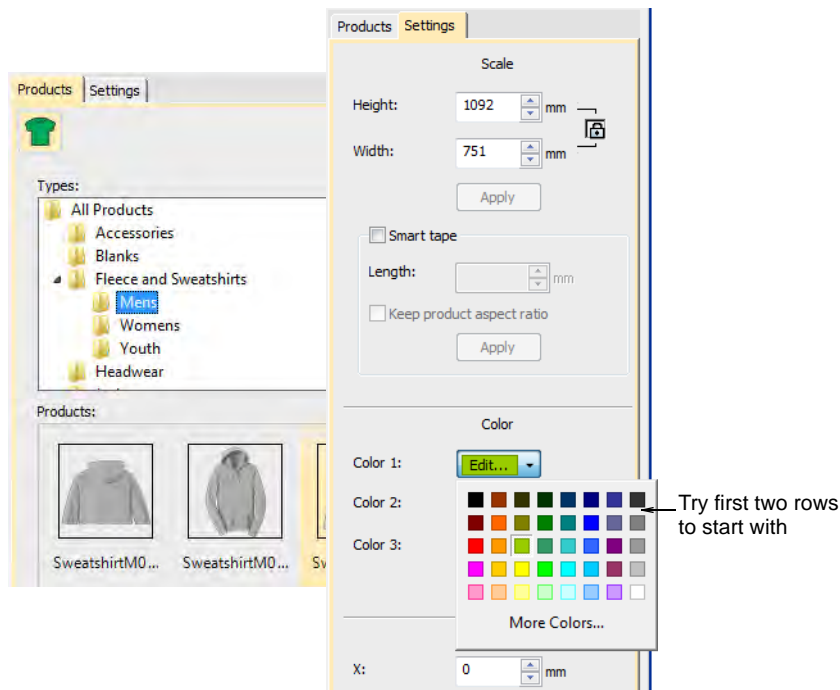 Products Settings
Types:
All Products
Accessories
Blanks
Fleece and Sweatshirts
Mens
Womens
Youth
Headwear
Products:
SweatshirtM0... SweatshirtM0...
Products Settings
Scale
Height: 1092 mm
Width: 751 mm
Apply
Smart tape
Length: mm
Keep product aspect ratio
Apply
Color
Color 1: Edit...
Color 2:
Color 3:
More Colors...
X: 0 mm
Try first two rows
to start with